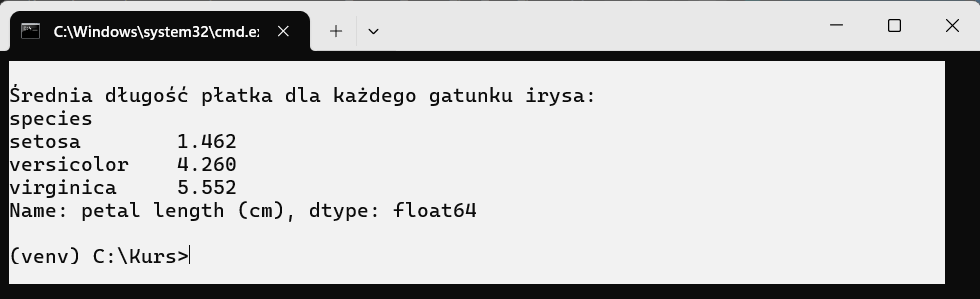 C:\Windows\system32\cmd.e:
Średnia długość płatka dla każdego gatunku irysa:
species
setosa        1.462
versicolor    4.260
virginica     5.552
Name: petal length (cm), dtype: float64
(venv) C:\Kurs>